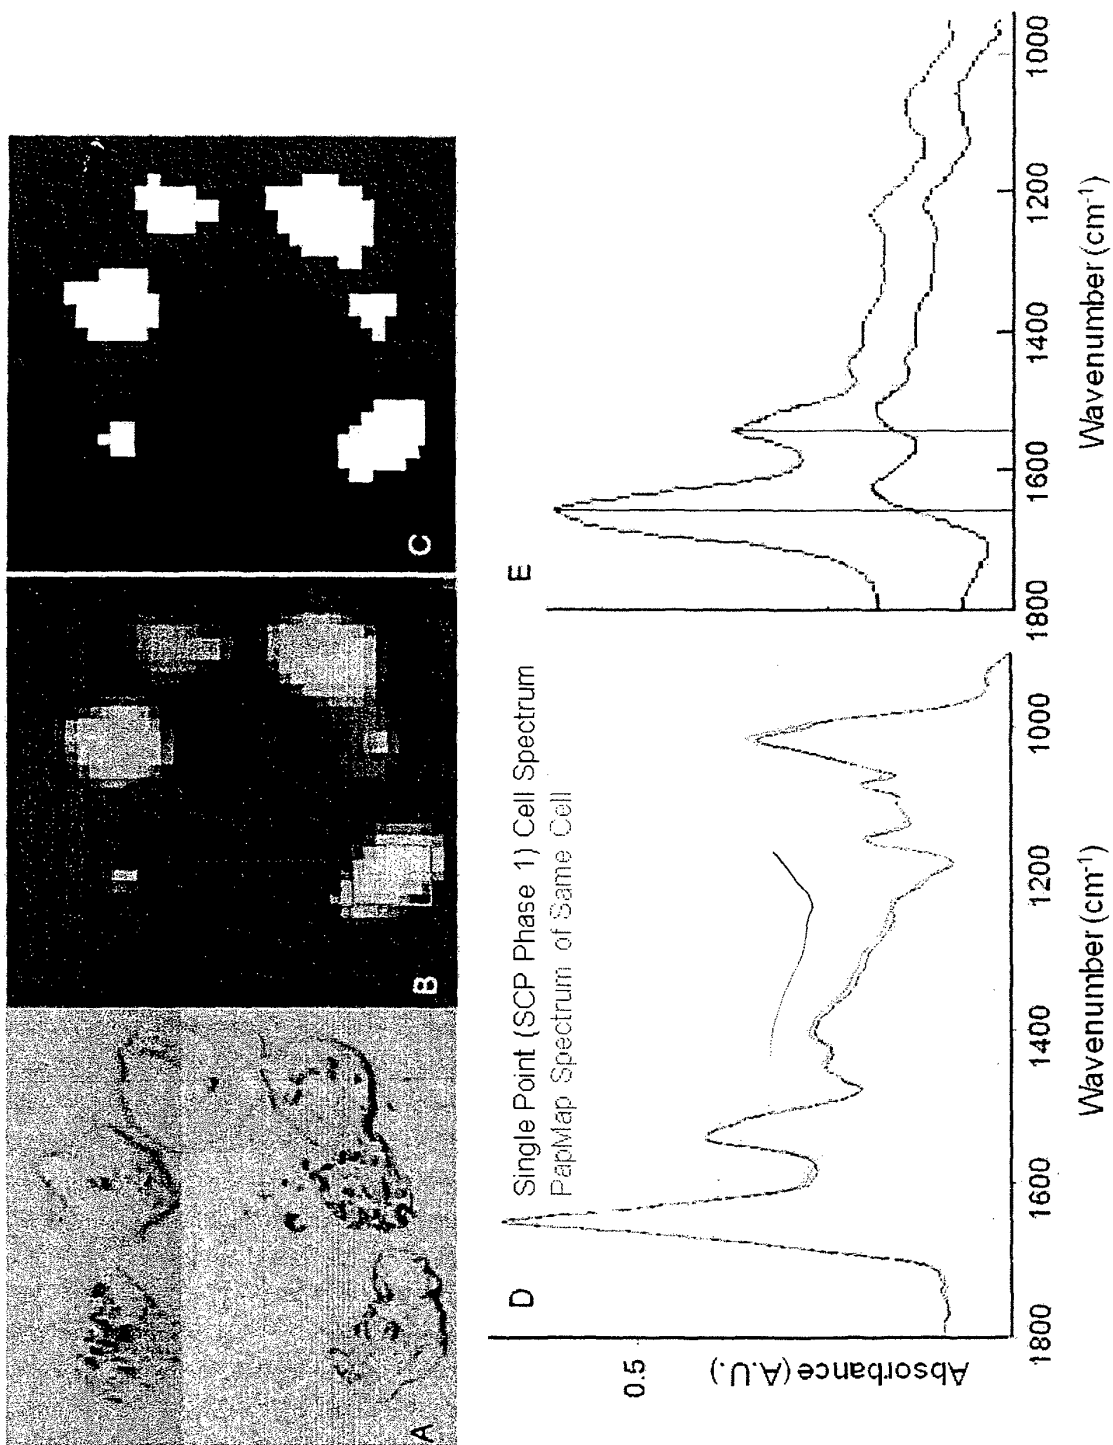 A
B
C
D
Single Point (SCP Phase 1) Cell Spectrum
PapMap Spectrum of Same Cell
0.5
Absorbance (A.U.)
1800
1600
1400
1200
1000
Wavenumber (cm⁻¹)
E
1800
1600
1400
1200
1000
Wavenumber (cm⁻¹)